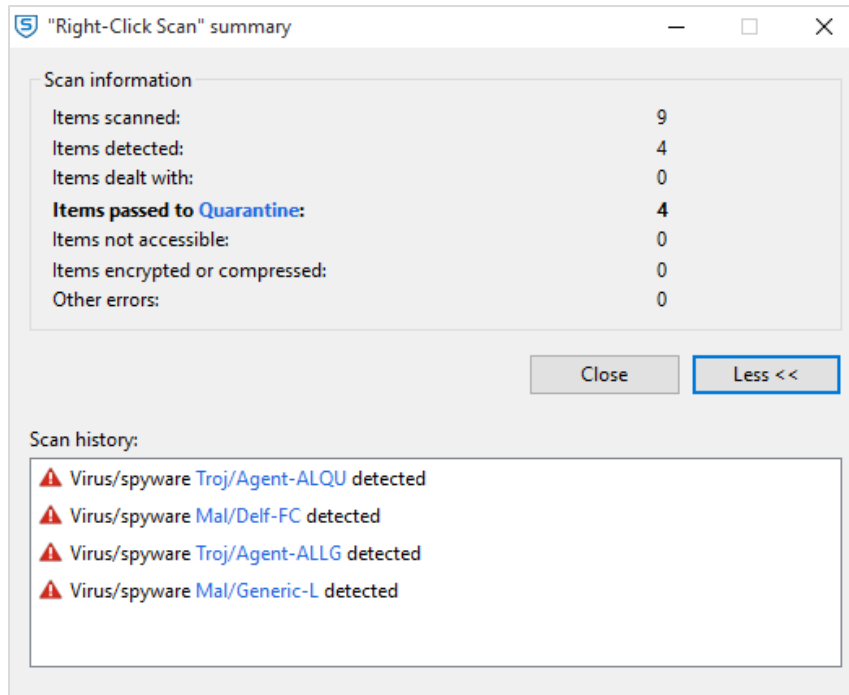 "Right-Click Scan" summary
Scan information
Items scanned: 9
Items detected: 4
Items dealt with: 0
Items passed to Quarantine: 4
Items not accessible: 0
Items encrypted or compressed: 0
Other errors: 0
Close Less <<
Scan history:
Virus/spyware Troj/Agent-ALQU detected
Virus/spyware Mal/Delf-FC detected
Virus/spyware Troj/Agent-ALLG detected
Virus/spyware Mal/Generic-L detected